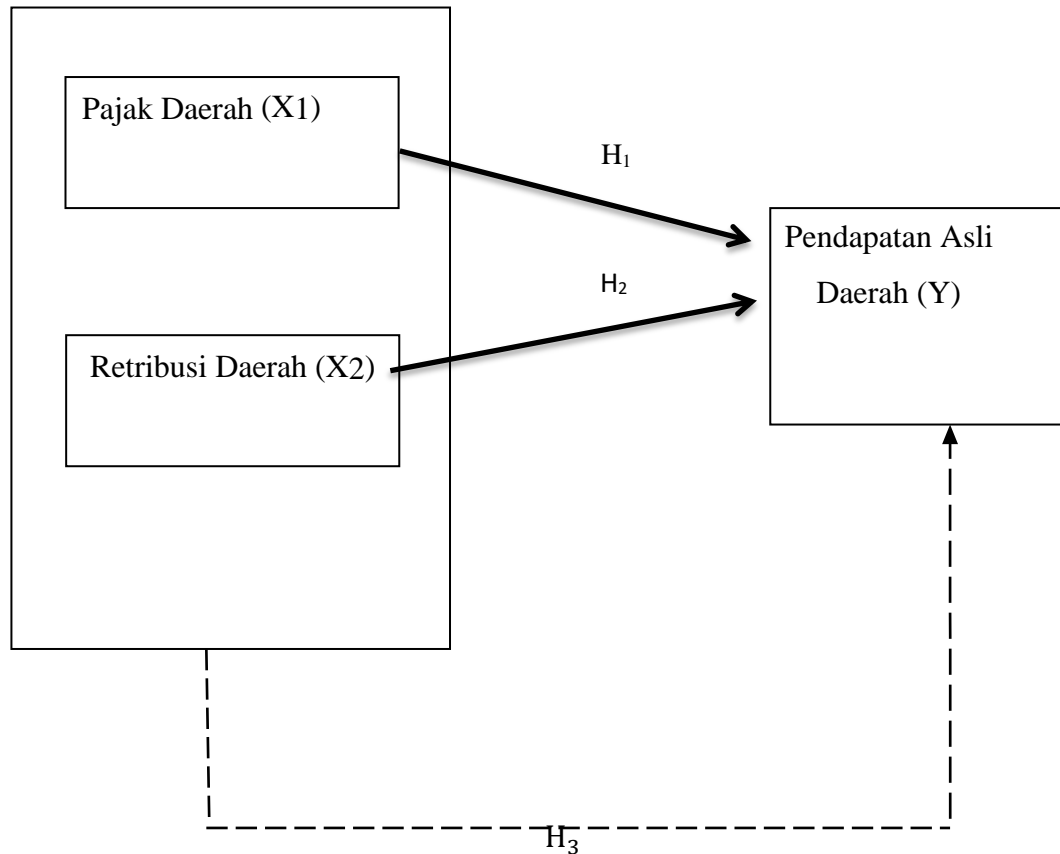 Pajak Daerah (X1)
H₁
Pendapatan Asli
Daerah (Y)
H₂
Retribusi Daerah (X2)
H₃